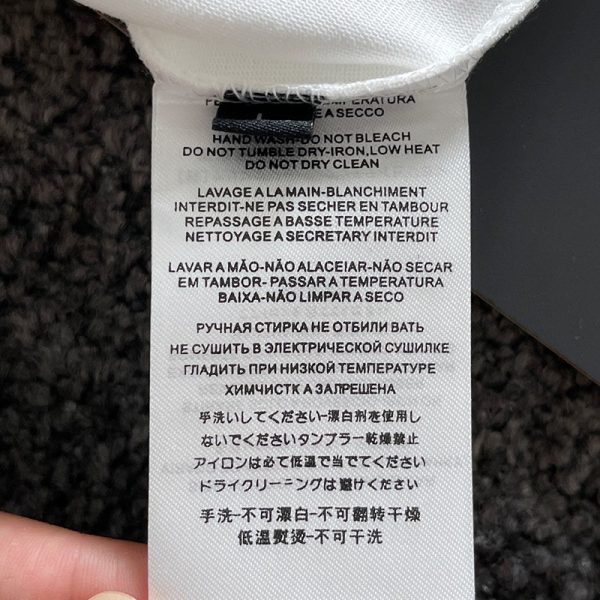 TEMPERATURA
E A SECCO
HAND WASH-DO NOT BLEACH
DO NOT TUMBLE DRY-IRON, LOW HEAT
DO NOT DRY CLEAN
LAVAGE A LA MAIN-BLANCHIMENT
INTERDIT-NE PAS SECHER EN TAMBOUR
REPASSAGE A BASSE TEMPERATURE
NETTOYAGE A SECRETARY INTERDIT
LAVAR A MÃO-NÃO ALACEIAR-NÃO SECAR
EM TAMBOR- PASSAR A TEMPERATURA
BAIXA-NÃO LIMPAR A SECO
РУЧНАЯ СТИРКА НЕ ОТБИЛИ ВАТЬ
НЕ СУШИТЬ В ЭЛЕКТРИЧЕСКОЙ СУШИЛКЕ
ГЛАДИТЬ ПРИ НИЗКОЙ ТЕМПЕРАТУРЕ
ХИМЧИСТК А ЗАПРЕШЕНА
手洗いしてください-漂白剤を使用し
ないでくださいタンプラー乾燥禁止
アイロンは必て低温で当てください
ドライクリーニングは避けください
手洗-不可漂白-不可翻转干燥
低温熨烫-不可干洗